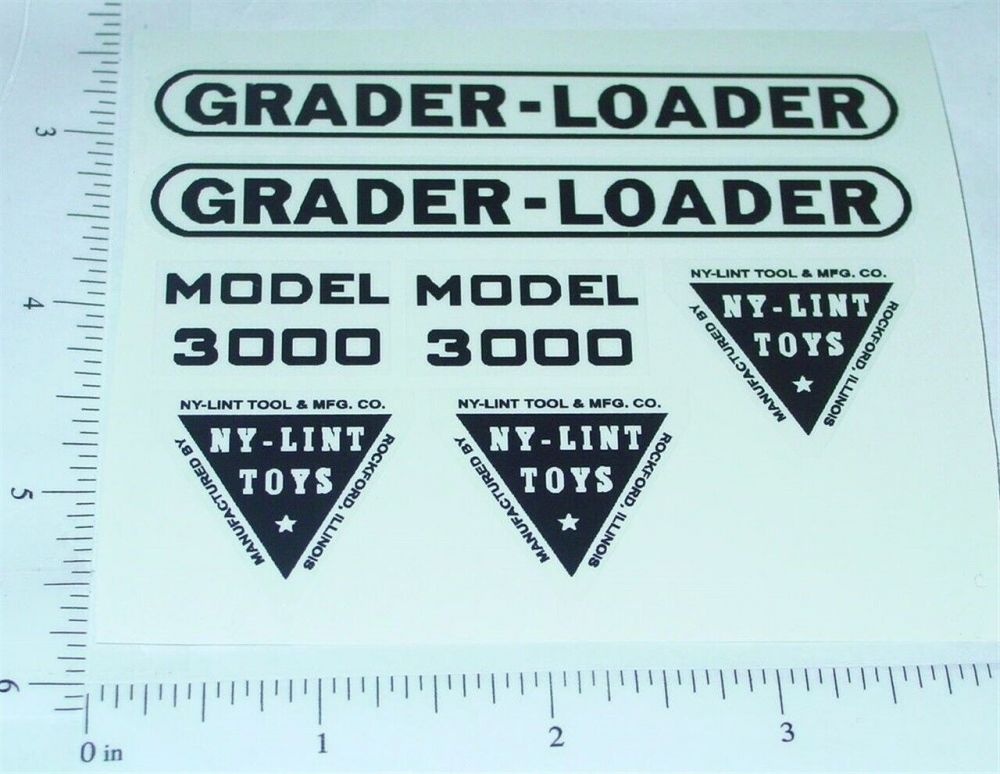 GRADER-LOADER
GRADER-LOADER
MODEL
3000
MODEL
3000
NY-LINT TOOL & MFG. CO.
NY-LINT
TOYS
MANUFACTURED BY
ROCKFORD, ILLINOIS
NY-LINT TOOL & MFG. CO.
NY-LINT
TOYS
MANUFACTURED BY
ROCKFORD, ILLINOIS
NY-LINT TOOL & MFG. CO.
NY-LINT
TOYS
MANUFACTURED BY
ROCKFORD, ILLINOIS
3
4
5
6
0 in
1
2
3